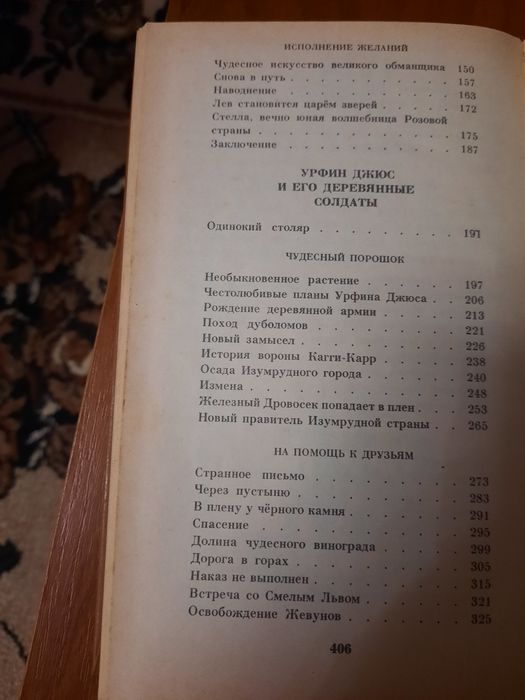 ИСПОЛНЕНИЕ ЖЕЛАНИЙ
Чудесное искусство великого обманщика 150
Снова в путь . . . . . . . . . . 157
Наводнение . . . . . . . . . . 163
Лев становится царём зверей . . . . . 172
Стелла, вечно юная волшебница Розовой
страны . . . . . . . . . . . . 175
Заключение . . . . . . . . . . 187
УРФИН ДЖЮС
И ЕГО ДЕРЕВЯННЫЕ
СОЛДАТЫ
Одинокий столяр . . . . . . . . . 191
ЧУДЕСНЫЙ ПОРОШОК
Необыкновенное растение . . . . . . 197
Честолюбивые планы Урфина Джюса . . 206
Рождение деревянной армии . . . . . 213
Поход дуболомов . . . . . . . . . 221
Новый замысел . . . . . . . . . 226
История вороны Кагги-Карр . . . . . 238
Осада Изумрудного города . . . . . . 240
Измена . . . . . . . . . . . . 248
Железный Дровосек попадает в плен . . . 253
Новый правитель Изумрудной страны . . 265
НА ПОМОЩЬ К ДРУЗЬЯМ
Странное письмо . . . . . . . . . 273
Через пустыню . . . . . . . . . 283
В плену у чёрного камня . . . . . . 291
Спасение . . . . . . . . . . . 295
Долина чудесного винограда . . . . . 299
Дорога в горах . . . . . . . . . 305
Наказ не выполнен . . . . . . . . 315
Встреча со Смелым Львом . . . . . . 321
Освобождение Жевунов . . . . . . . 325
406